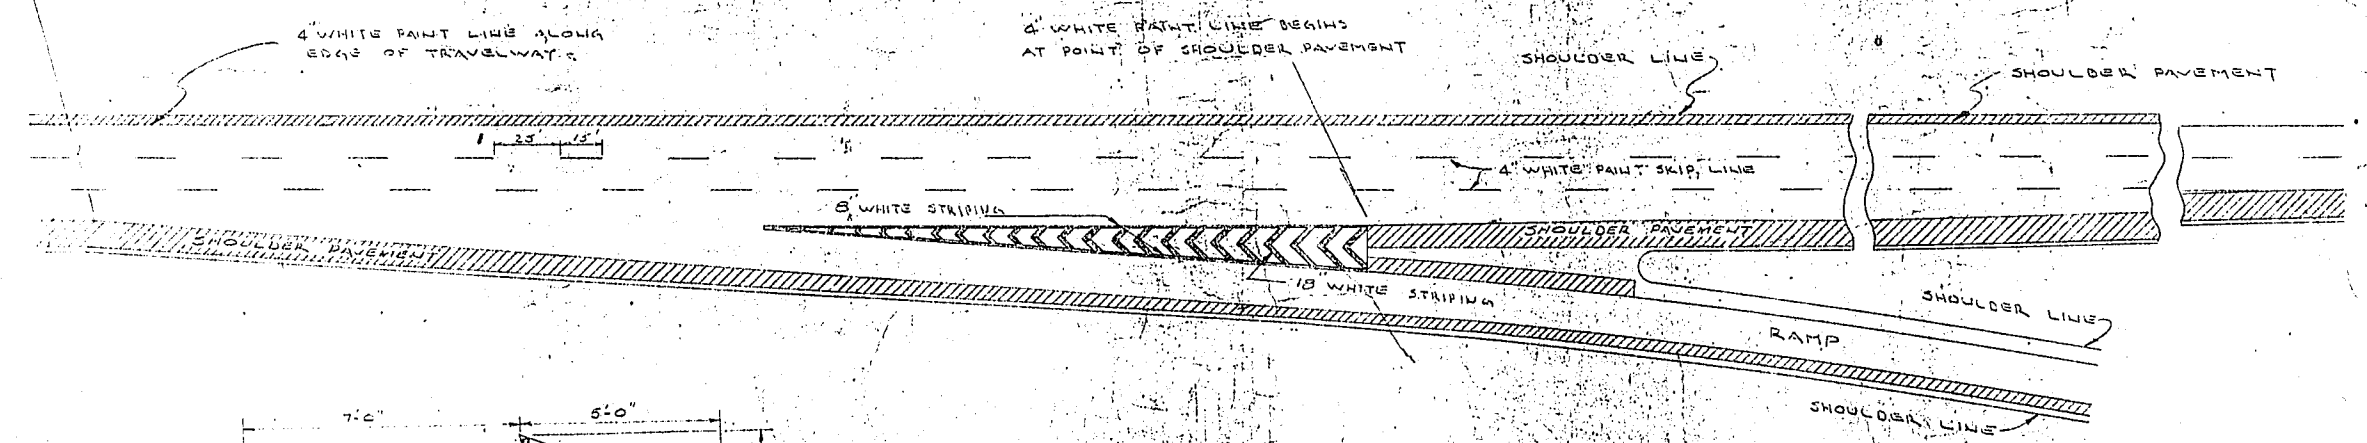 4" WHITE PAINT LINE ALONG
EDGE OF TRAVELWAY
4" WHITE PAINT LINE BEGINS
AT POINT OF SHOULDER PAVEMENT
SHOULDER LINE
SHOULDER PAVEMENT
25' 15'
4" WHITE PAINT SKIP LINE
8" WHITE STRIPING
SHOULDER PAVEMENT
SHOULDER PAVEMENT
18" WHITE STRIPING
SHOULDER LINE
RAMP
SHOULDER LINE
7'-0" 5'-0"